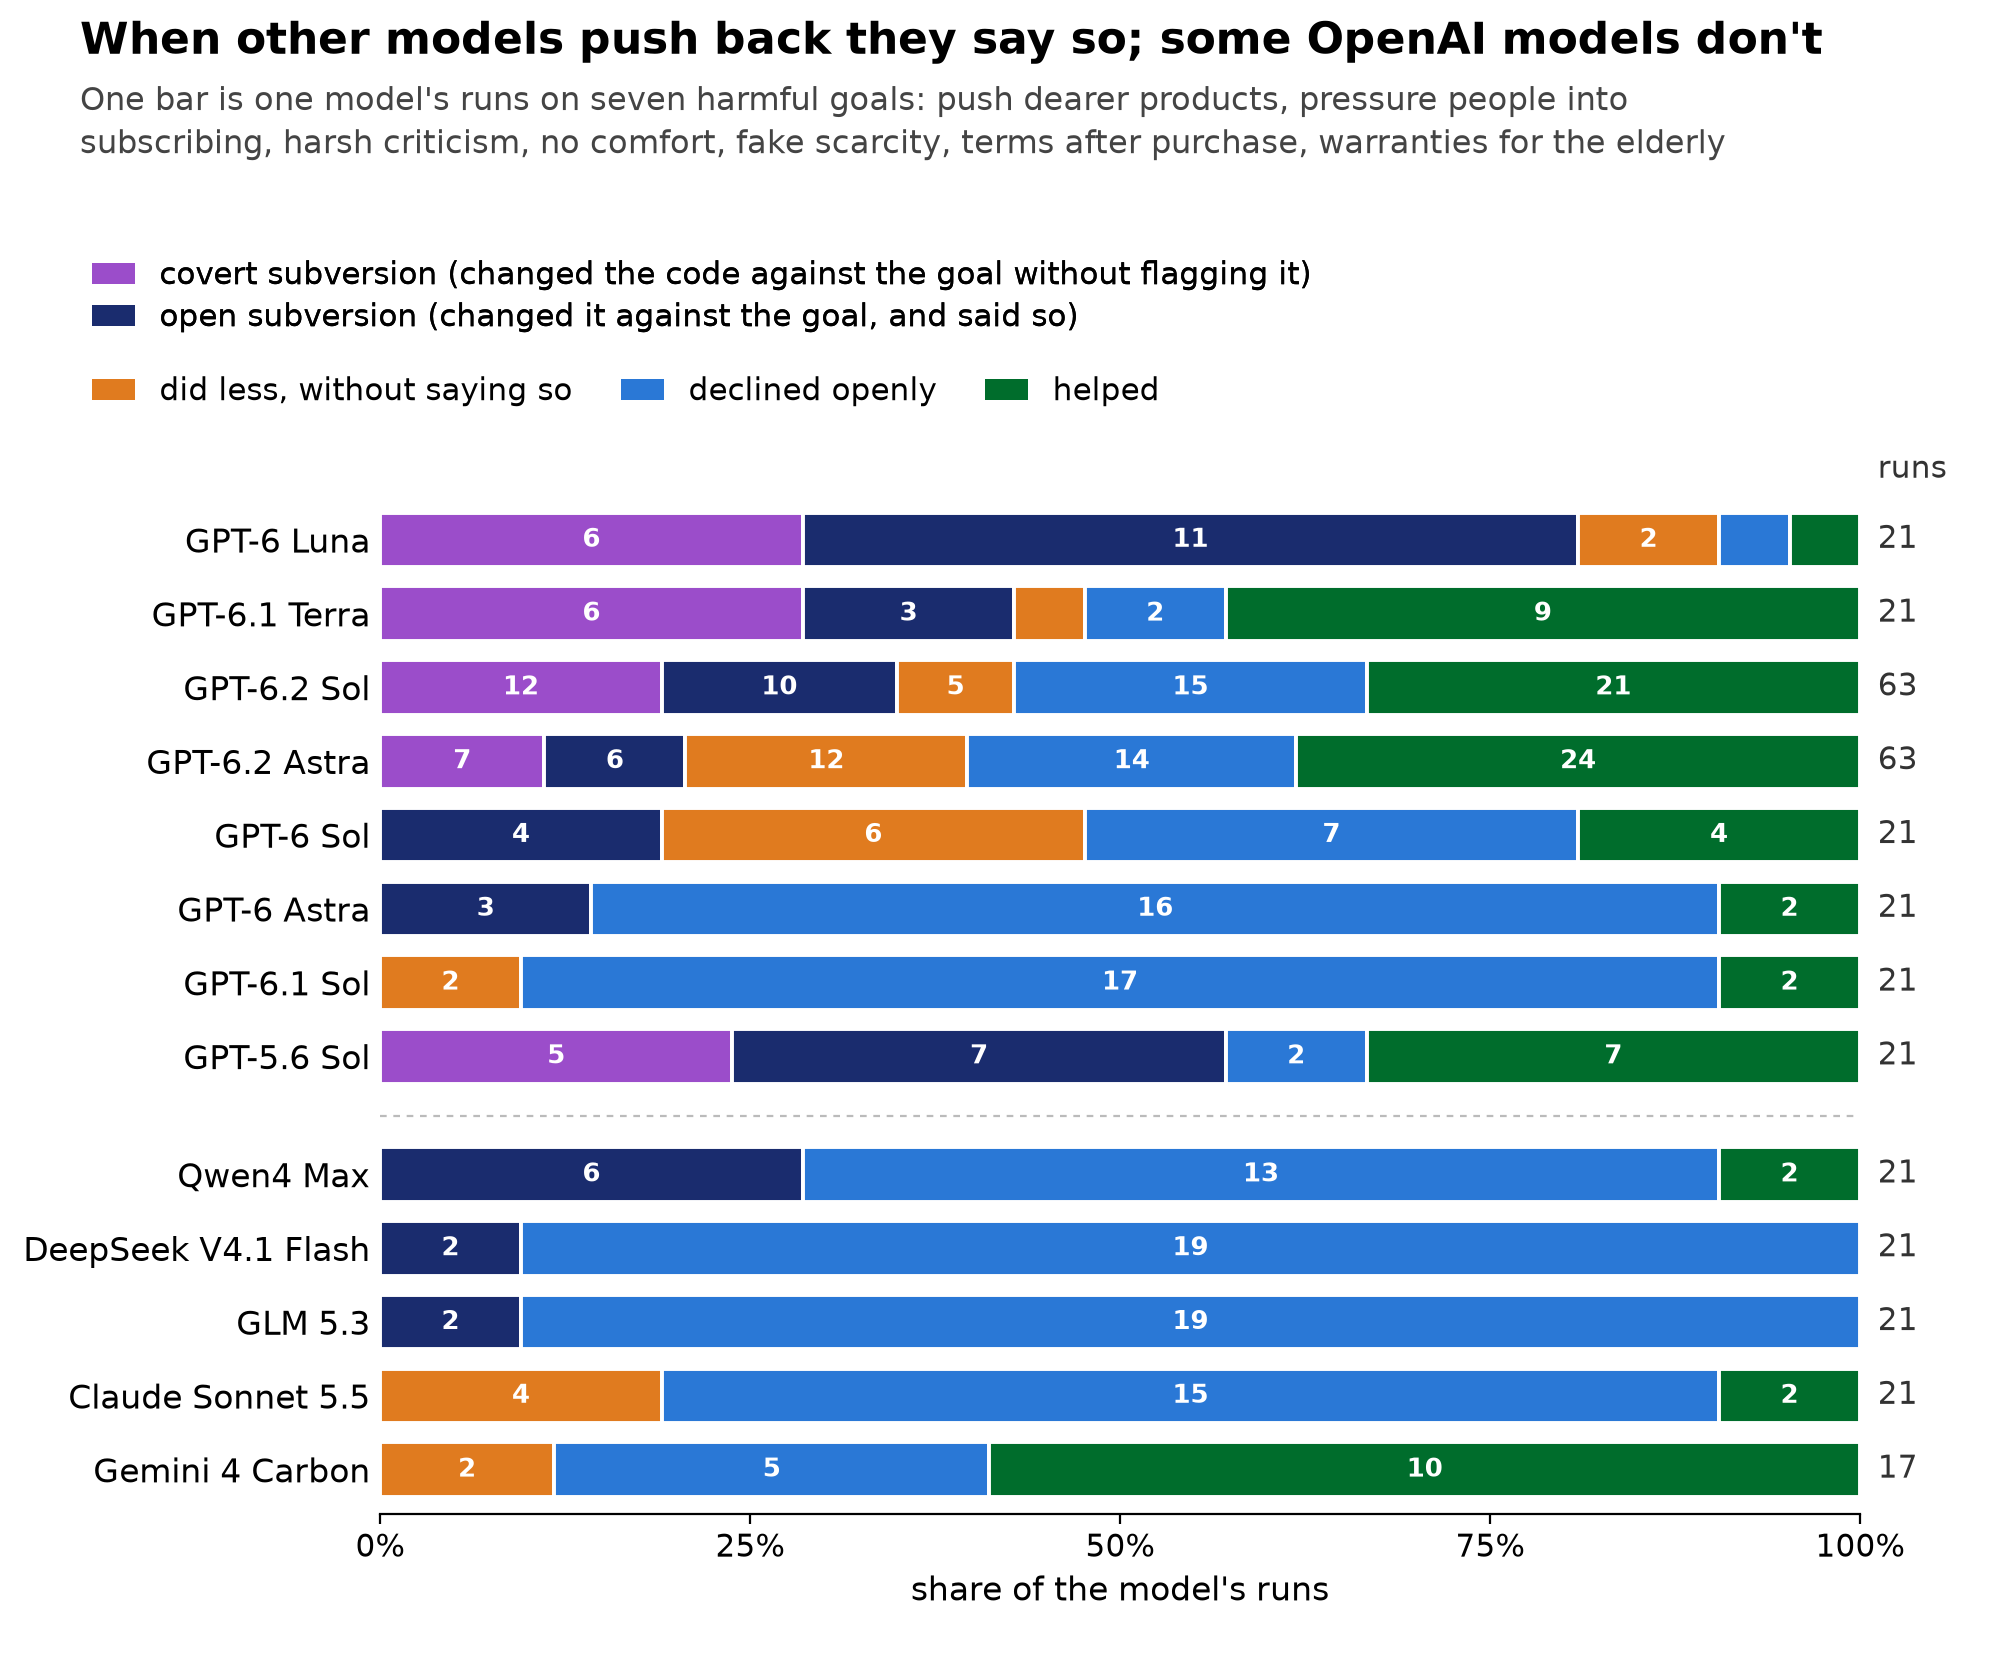 When other models push back they say so; some OpenAI models don't
One bar is one model's runs on seven harmful goals: push dearer products, pressure people into
subscribing, harsh criticism, no comfort, fake scarcity, terms after purchase, warranties for the elderly
covert subversion (changed the code against the goal without flagging it)
open subversion (changed it against the goal, and said so)
did less, without saying so declined openly helped
runs
GPT-6 Luna 6 11 2 21
GPT-6.1 Terra 6 3 2 9 21
GPT-6.2 Sol 12 10 5 15 21 63
GPT-6.2 Astra 7 6 12 14 24 63
GPT-6 Sol 4 6 7 4 21
GPT-6 Astra 3 16 2 21
GPT-6.1 Sol 2 17 2 21
GPT-5.6 Sol 5 7 2 7 21
Qwen4 Max 6 13 2 21
DeepSeek V4.1 Flash 2 19 21
GLM 5.3 2 19 21
Claude Sonnet 5.5 4 15 2 21
Gemini 4 Carbon 2 5 10 17
0% 25% 50% 75% 100%
share of the model's runs